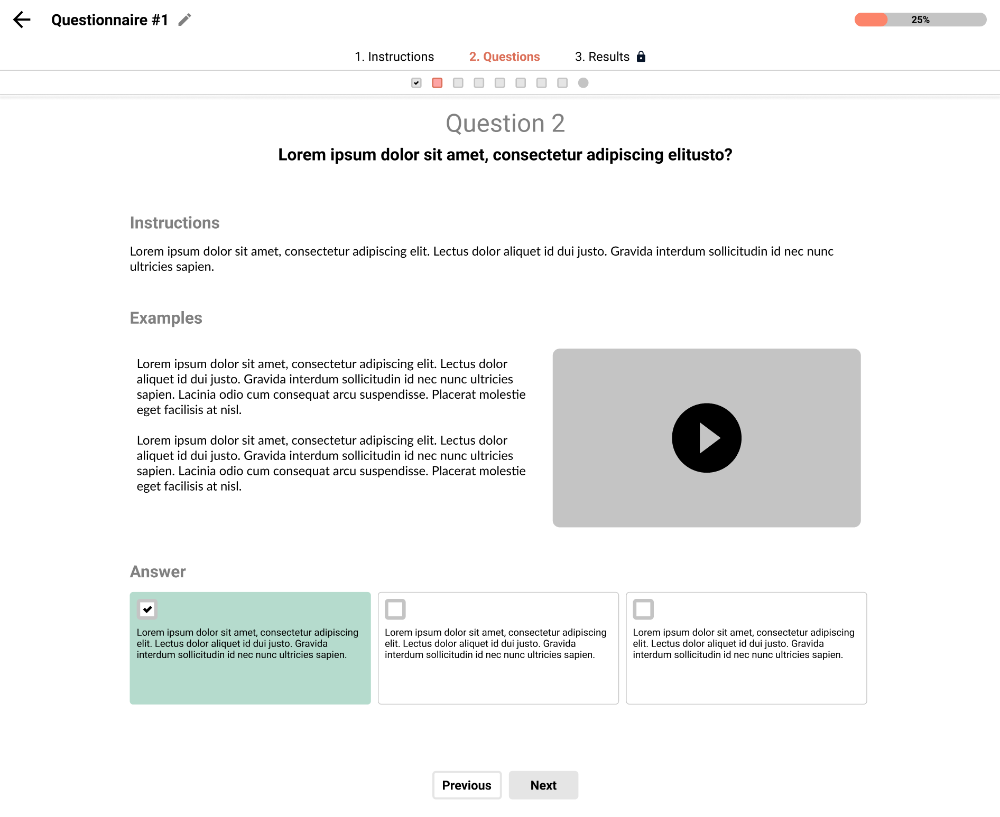 Questionnaire #1
25%
1. Instructions
2. Questions
3. Results
Question 2
Lorem ipsum dolor sit amet, consectetur adipiscing elitusto?
Instructions
Lorem ipsum dolor sit amet, consectetur adipiscing elit. Lectus dolor aliquet id dui justo. Gravida interdum sollicitudin id nec nunc
ultricies sapien.
Examples
Lorem ipsum dolor sit amet, consectetur adipiscing elit. Lectus dolor
aliquet id dui justo. Gravida interdum sollicitudin id nec nunc ultricies
sapien. Lacinia odio cum consequat arcu suspendisse. Placerat molestie
eget facilisis at nisl.
Lorem ipsum dolor sit amet, consectetur adipiscing elit. Lectus dolor
aliquet id dui justo. Gravida interdum sollicitudin id nec nunc ultricies
sapien. Lacinia odio cum consequat arcu suspendisse. Placerat molestie
eget facilisis at nisl.
Answer
Lorem ipsum dolor sit amet, consectetur adipiscing
elit. Lectus dolor aliquet id dui justo. Gravida
interdum sollicitudin id nec nunc ultricies sapien.
Lorem ipsum dolor sit amet, consectetur adipiscing
elit. Lectus dolor aliquet id dui justo. Gravida
interdum sollicitudin id nec nunc ultricies sapien.
Lorem ipsum dolor sit amet, consectetur adipiscing
elit. Lectus dolor aliquet id dui justo. Gravida
interdum sollicitudin id nec nunc ultricies sapien.
Previous
Next